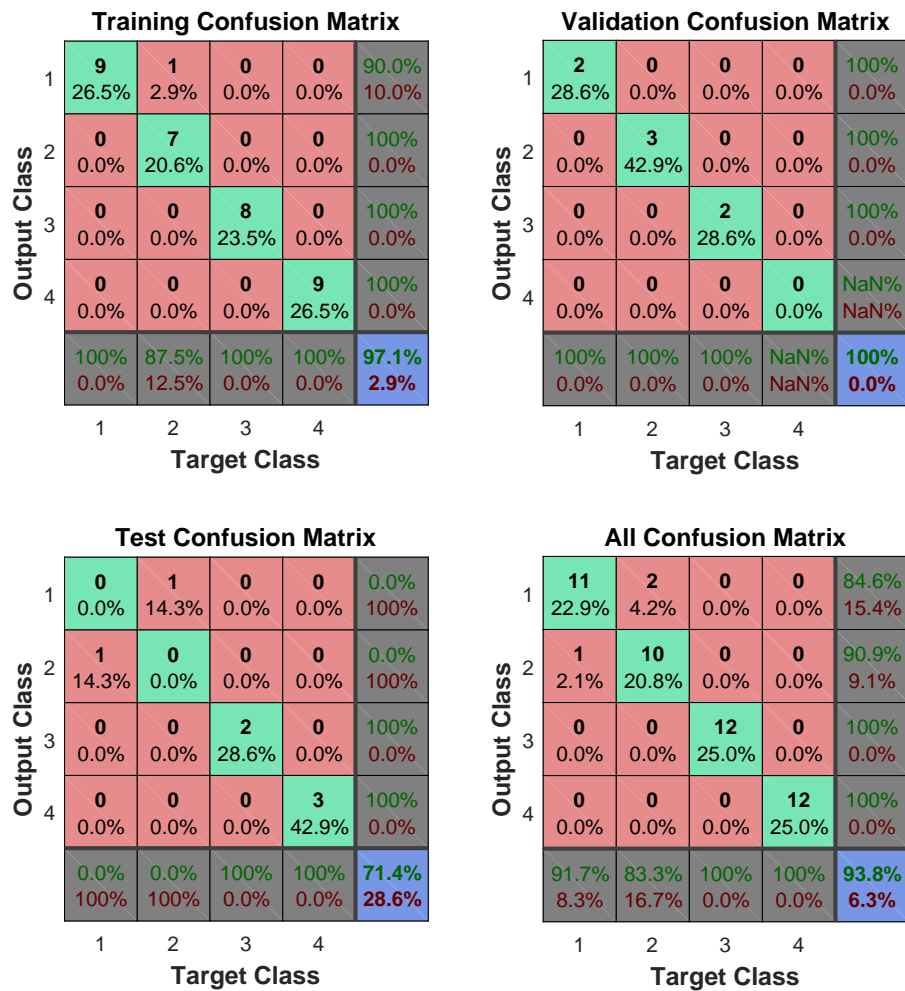 Training Confusion Matrix
Output Class
1
9 1 0 0 90.0%
26.5% 2.9% 0.0% 0.0% 10.0%
2
0 7 0 0 100%
0.0% 20.6% 0.0% 0.0% 0.0%
3
0 0 8 0 100%
0.0% 0.0% 23.5% 0.0% 0.0%
4
0 0 0 9 100%
0.0% 0.0% 0.0% 26.5% 0.0%
100% 87.5% 100% 100% 97.1%
0.0% 12.5% 0.0% 0.0% 2.9%
1 2 3 4
Target Class
Validation Confusion Matrix
Output Class
1
2 0 0 0 100%
28.6% 0.0% 0.0% 0.0% 0.0%
2
0 3 0 0 100%
0.0% 42.9% 0.0% 0.0% 0.0%
3
0 0 2 0 100%
0.0% 0.0% 28.6% 0.0% 0.0%
4
0 0 0 0 NaN%
0.0% 0.0% 0.0% 0.0% NaN%
100% 100% 100% NaN% 100%
0.0% 0.0% 0.0% NaN% 0.0%
1 2 3 4
Target Class
Test Confusion Matrix
Output Class
1
0 1 0 0 0.0%
0.0% 14.3% 0.0% 0.0% 100%
2
1 0 0 0 0.0%
14.3% 0.0% 0.0% 0.0% 100%
3
0 0 2 0 100%
0.0% 0.0% 28.6% 0.0% 0.0%
4
0 0 0 3 100%
0.0% 0.0% 0.0% 42.9% 0.0%
0.0% 0.0% 100% 100% 71.4%
100% 100% 0.0% 0.0% 28.6%
1 2 3 4
Target Class
All Confusion Matrix
Output Class
1
11 2 0 0 84.6%
22.9% 4.2% 0.0% 0.0% 15.4%
2
1 10 0 0 90.9%
2.1% 20.8% 0.0% 0.0% 9.1%
3
0 0 12 0 100%
0.0% 0.0% 25.0% 0.0% 0.0%
4
0 0 0 12 100%
0.0% 0.0% 0.0% 25.0% 0.0%
91.7% 83.3% 100% 100% 93.8%
8.3% 16.7% 0.0% 0.0% 6.3%
1 2 3 4
Target Class